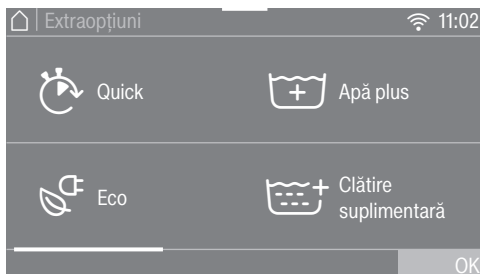 Extraopțiuni
11:02
Quick
Apă plus
Eco
Clătire
suplimentară
OK